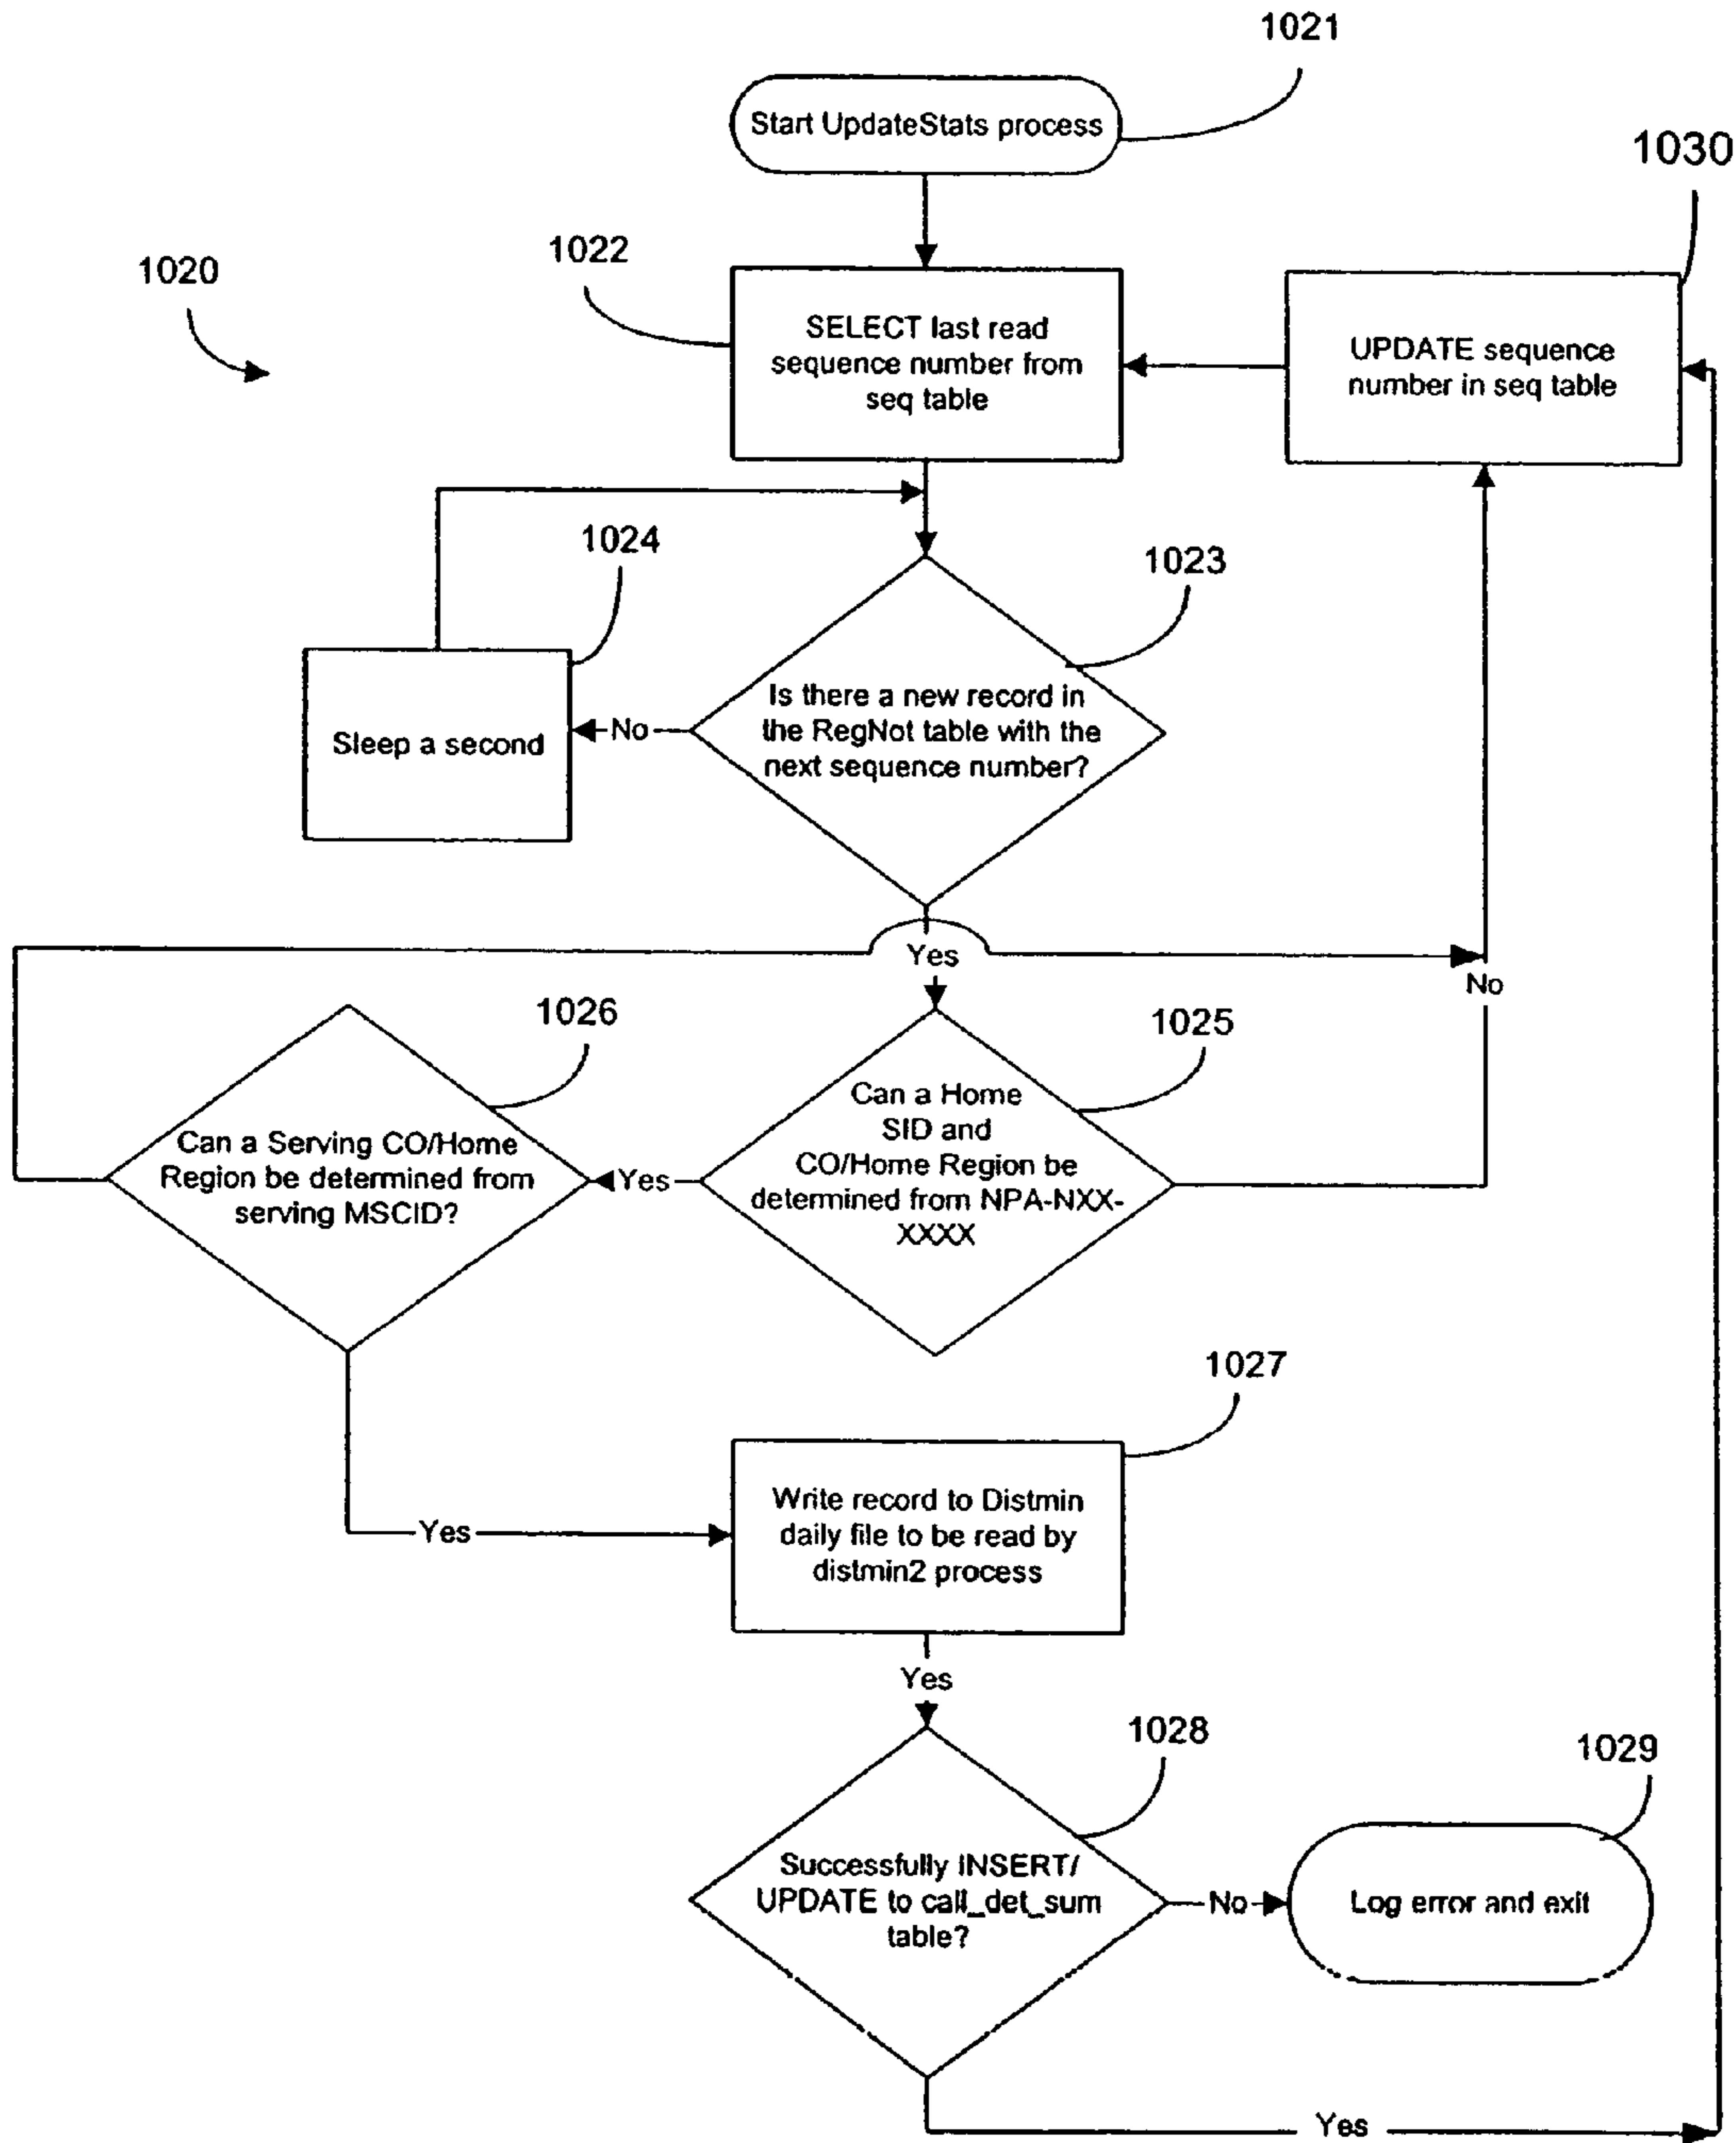 1021
Start UpdateStats process
1030
1022
1020
SELECT last read
sequence number from
seq table
UPDATE sequence
number in seq table
1024
1023
Is there a new record in
the RegNot table with the
next sequence number?
No
Sleep a second
Yes
No
1026
1025
Can a Home
SID and
CO/Home Region be
determined from NPA-NXX-
XXXX
Yes
Can a Serving CO/Home
Region be determined from
serving MSCID?
1027
Yes
Write record to Distmin
daily file to be read by
distmin2 process
Yes
1028
1029
Successfully INSERT/
UPDATE to call_det_sum
table?
No
Log error and exit
Yes